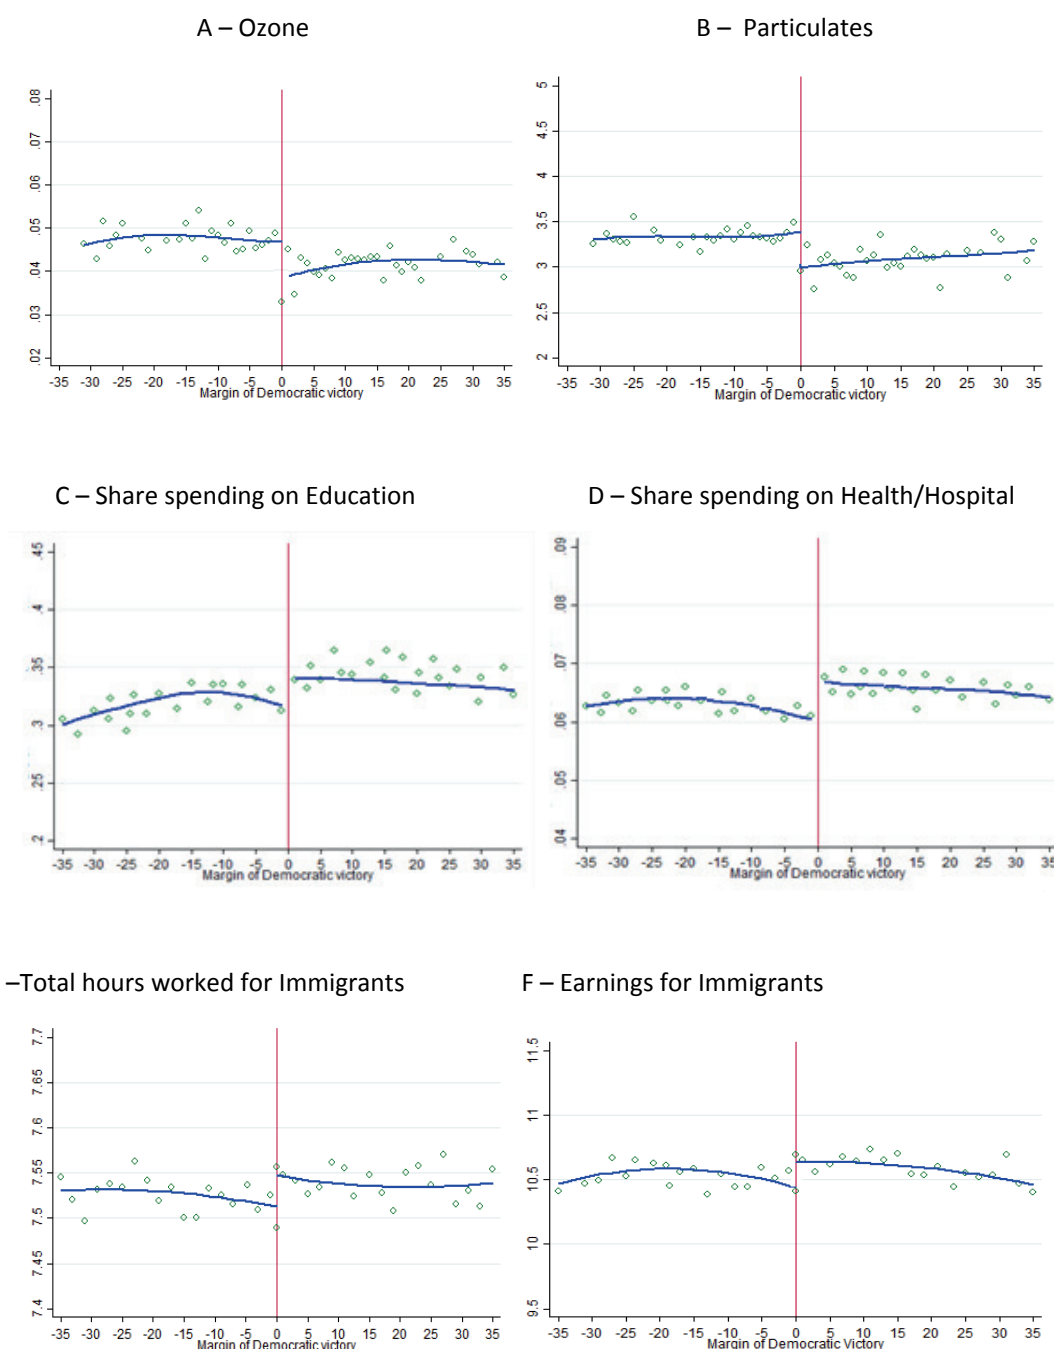 A – Ozone
B – Particulates
.08
.07
.06
.05
.04
.03
.02
-35 -30 -25 -20 -15 -10 -5 0 5 10 15 20 25 30 35
Margin of Democratic victory
5
4.5
4
3.5
3
2.5
2
-35 -30 -25 -20 -15 -10 -5 0 5 10 15 20 25 30 35
Margin of Democratic victory
C – Share spending on Education
D – Share spending on Health/Hospital
.45
.4
.35
.3
.25
.2
-35 -30 -25 -20 -15 -10 -5 0 5 10 15 20 25 30 35
Margin of Democratic victory
.09
.08
.07
.06
.05
.04
-35 -30 -25 -20 -15 -10 -5 0 5 10 15 20 25 30 35
Margin of Democratic victory
–Total hours worked for Immigrants
F – Earnings for Immigrants
7.7
7.65
7.6
7.55
7.5
7.45
7.4
-35 -30 -25 -20 -15 -10 -5 0 5 10 15 20 25 30 35
Margin of Democratic victory
11.5
11
10.5
10
9.5
-35 -30 -25 -20 -15 -10 -5 0 5 10 15 20 25 30 35
Margin of Democratic Victory